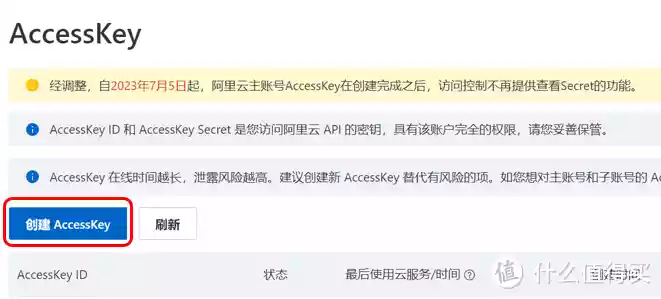 AccessKey
经调整，自2023年7月5日起，阿里云主账号AccessKey在创建完成之后，访问控制不再提供查看Secret的功能。
AccessKey ID 和 AccessKey Secret 是您访问阿里云 API 的密钥，具有该账户完全的权限，请您妥善保管。
AccessKey 在线时间越长，泄露风险越高。建议创建新 AccessKey 替代有风险的项。如您想对主账号和子账号的 Ac
创建 AccessKey 刷新
AccessKey ID 状态 最后使用云服务/时间
值 什么值得买